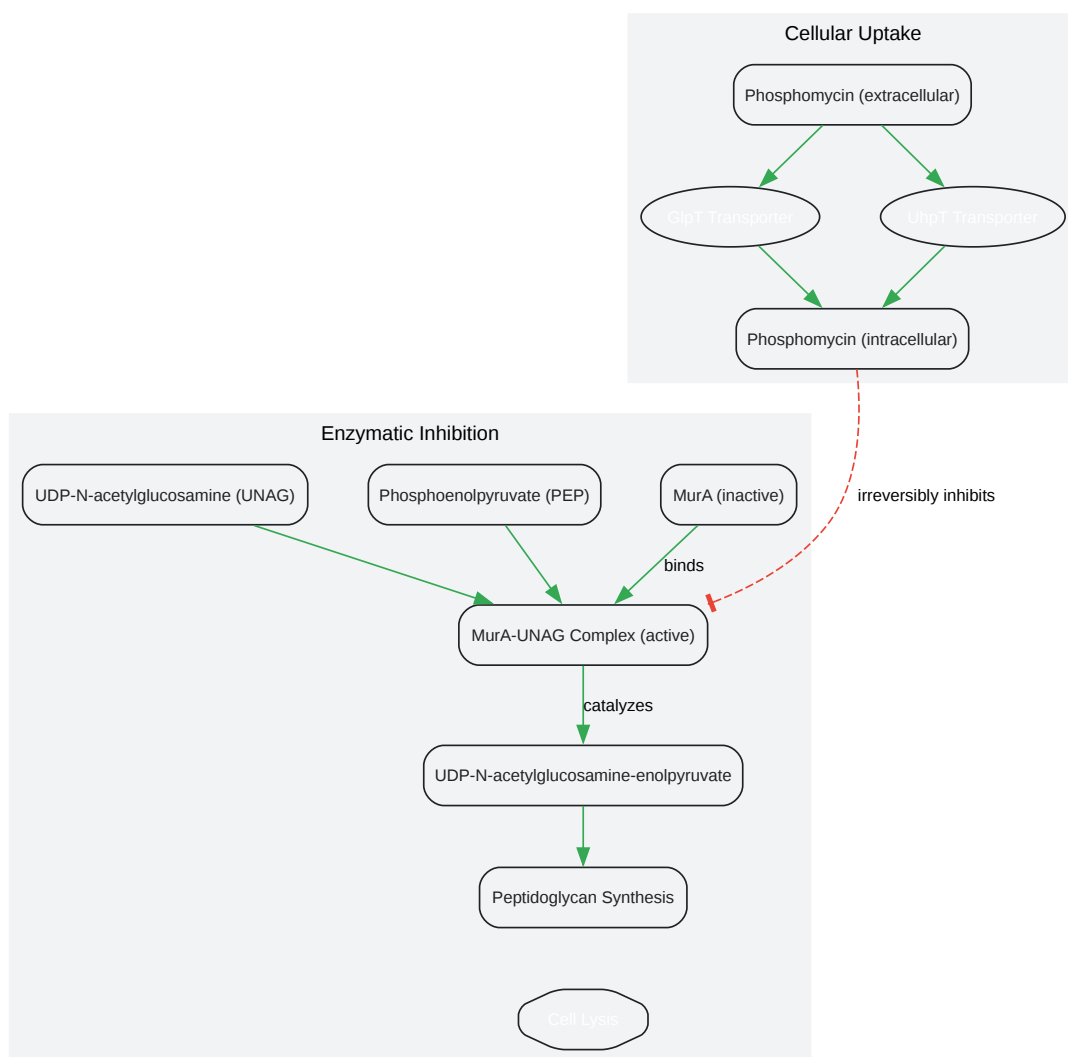 Cellular Uptake
Phosphomycin (extracellular)
GlpT Transporter
UhpT Transporter
Phosphomycin (intracellular)
Enzymatic Inhibition
UDP-N-acetylglucosamine (UNAG)
Phosphoenolpyruvate (PEP)
MurA (inactive)
irreversibly inhibits
binds
MurA-UNAG Complex (active)
catalyzes
UDP-N-acetylglucosamine-enolpyruvate
Peptidoglycan Synthesis
Cell Lysis